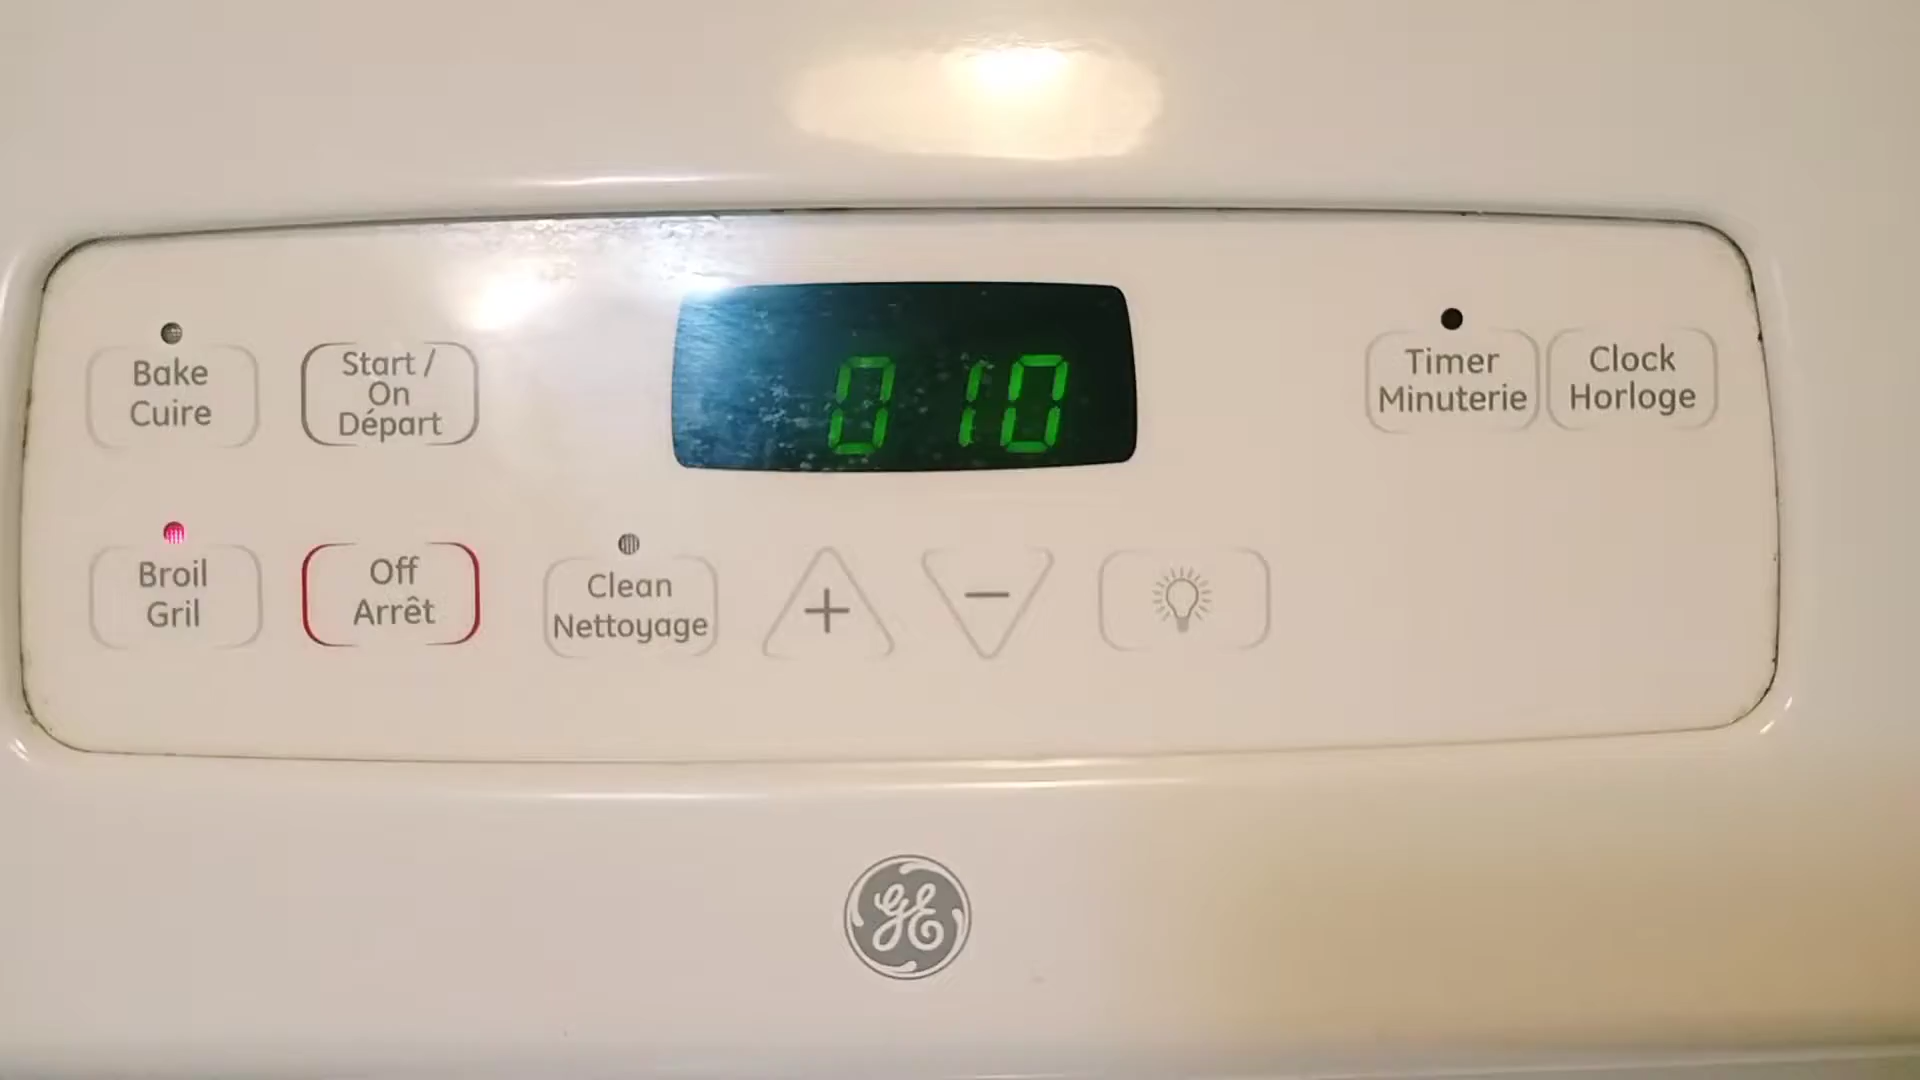 Bake
Cuire
Start /
On
Départ
0 10
Timer
Minuterie
Clock
Horloge
Broil
Gril
Off
Arrêt
Clean
Nettoyage
+
−
GE